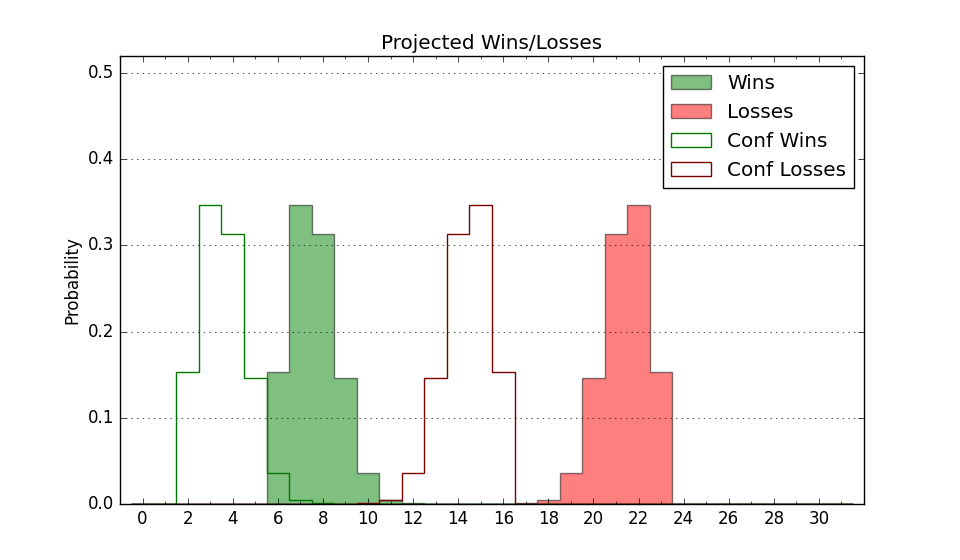 Projected Wins/Losses
0.5
0.4
0.3
0.2
0.1
0.0
Probability
Wins
Losses
Conf Wins
Conf Losses
0 2 4 6 8 10 12 14 16 18 20 22 24 26 28 30